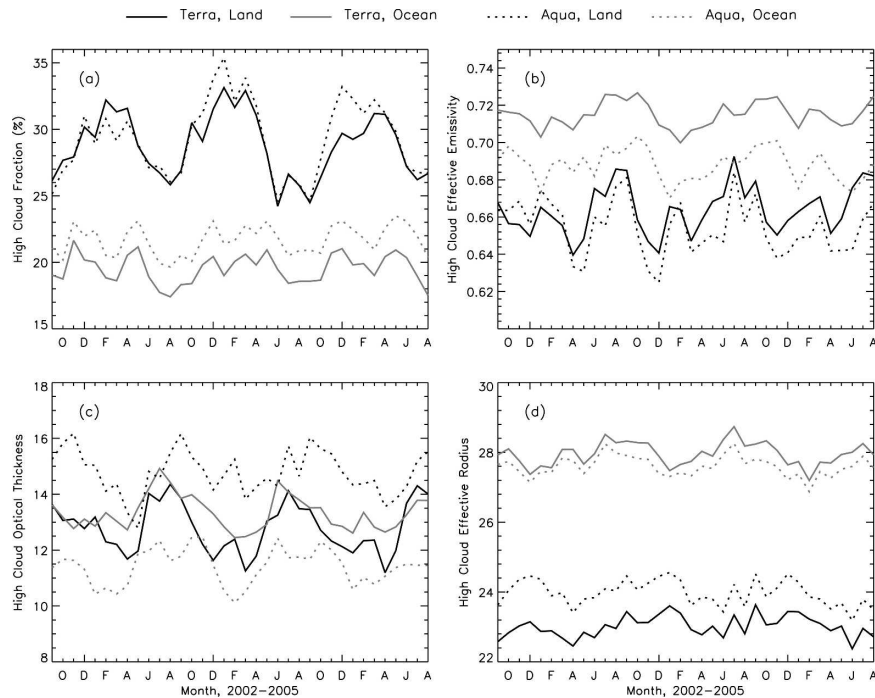 Terra, Land Terra, Ocean Aqua, Land Aqua, Ocean
(a)
High Cloud Fraction (%)
35
30
25
20
15
O D F A J A O D F A J A O D F A J A
(b)
High Cloud Effective Emissivity
0.74
0.72
0.70
0.68
0.66
0.64
0.62
O D F A J A O D F A J A O D F A J A
(c)
High Cloud Optical Thickness
18
16
14
12
10
8
O D F A J A O D F A J A O D F A J A
Month, 2002-2005
(d)
High Cloud Effective Radius
30
28
26
24
22
O D F A J A O D F A J A O D F A J A
Month, 2002-2005